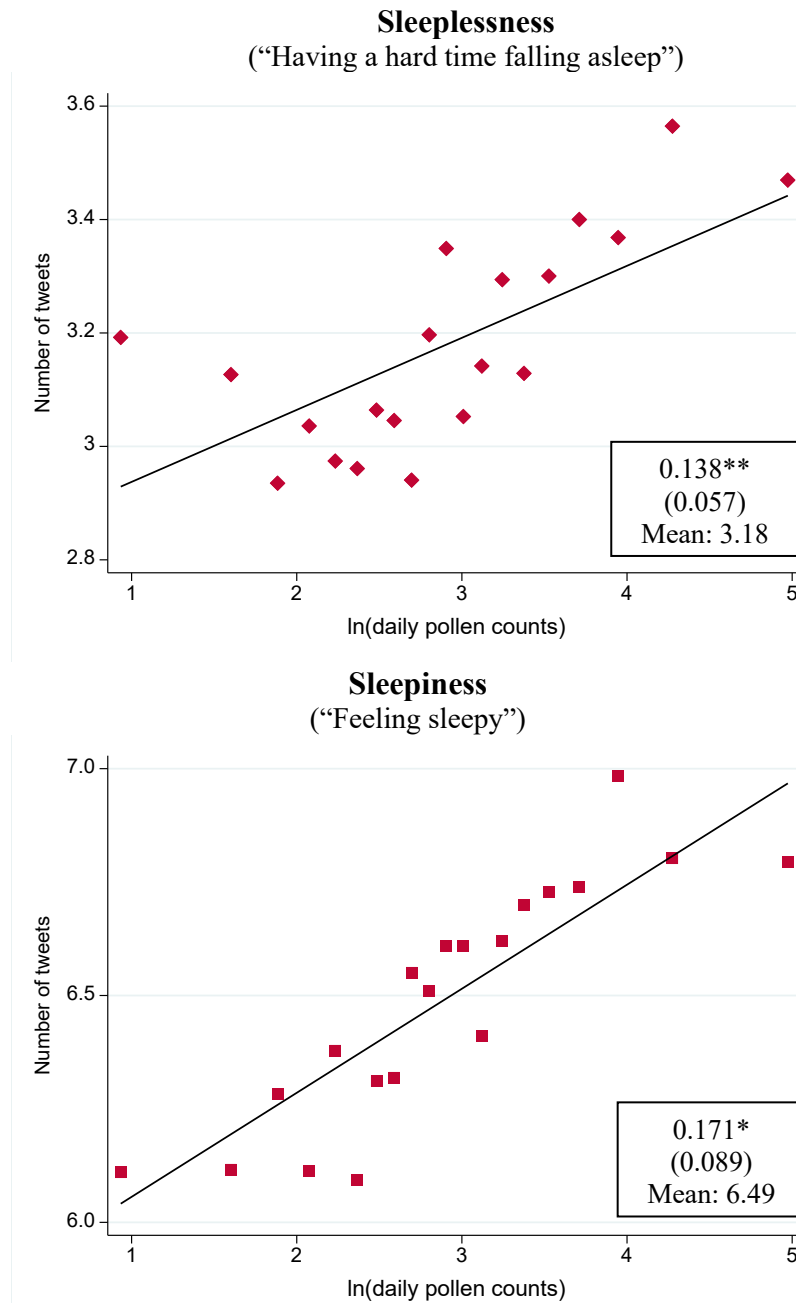 Sleeplessness
(“Having a hard time falling asleep”)
3.6
3.4
3.2
3
2.8
Number of tweets
0.138**
(0.057)
Mean: 3.18
1 2 3 4 5
ln(daily pollen counts)
Sleepiness
(“Feeling sleepy”)
7.0
6.5
6.0
Number of tweets
0.171*
(0.089)
Mean: 6.49
1 2 3 4 5
ln(daily pollen counts)